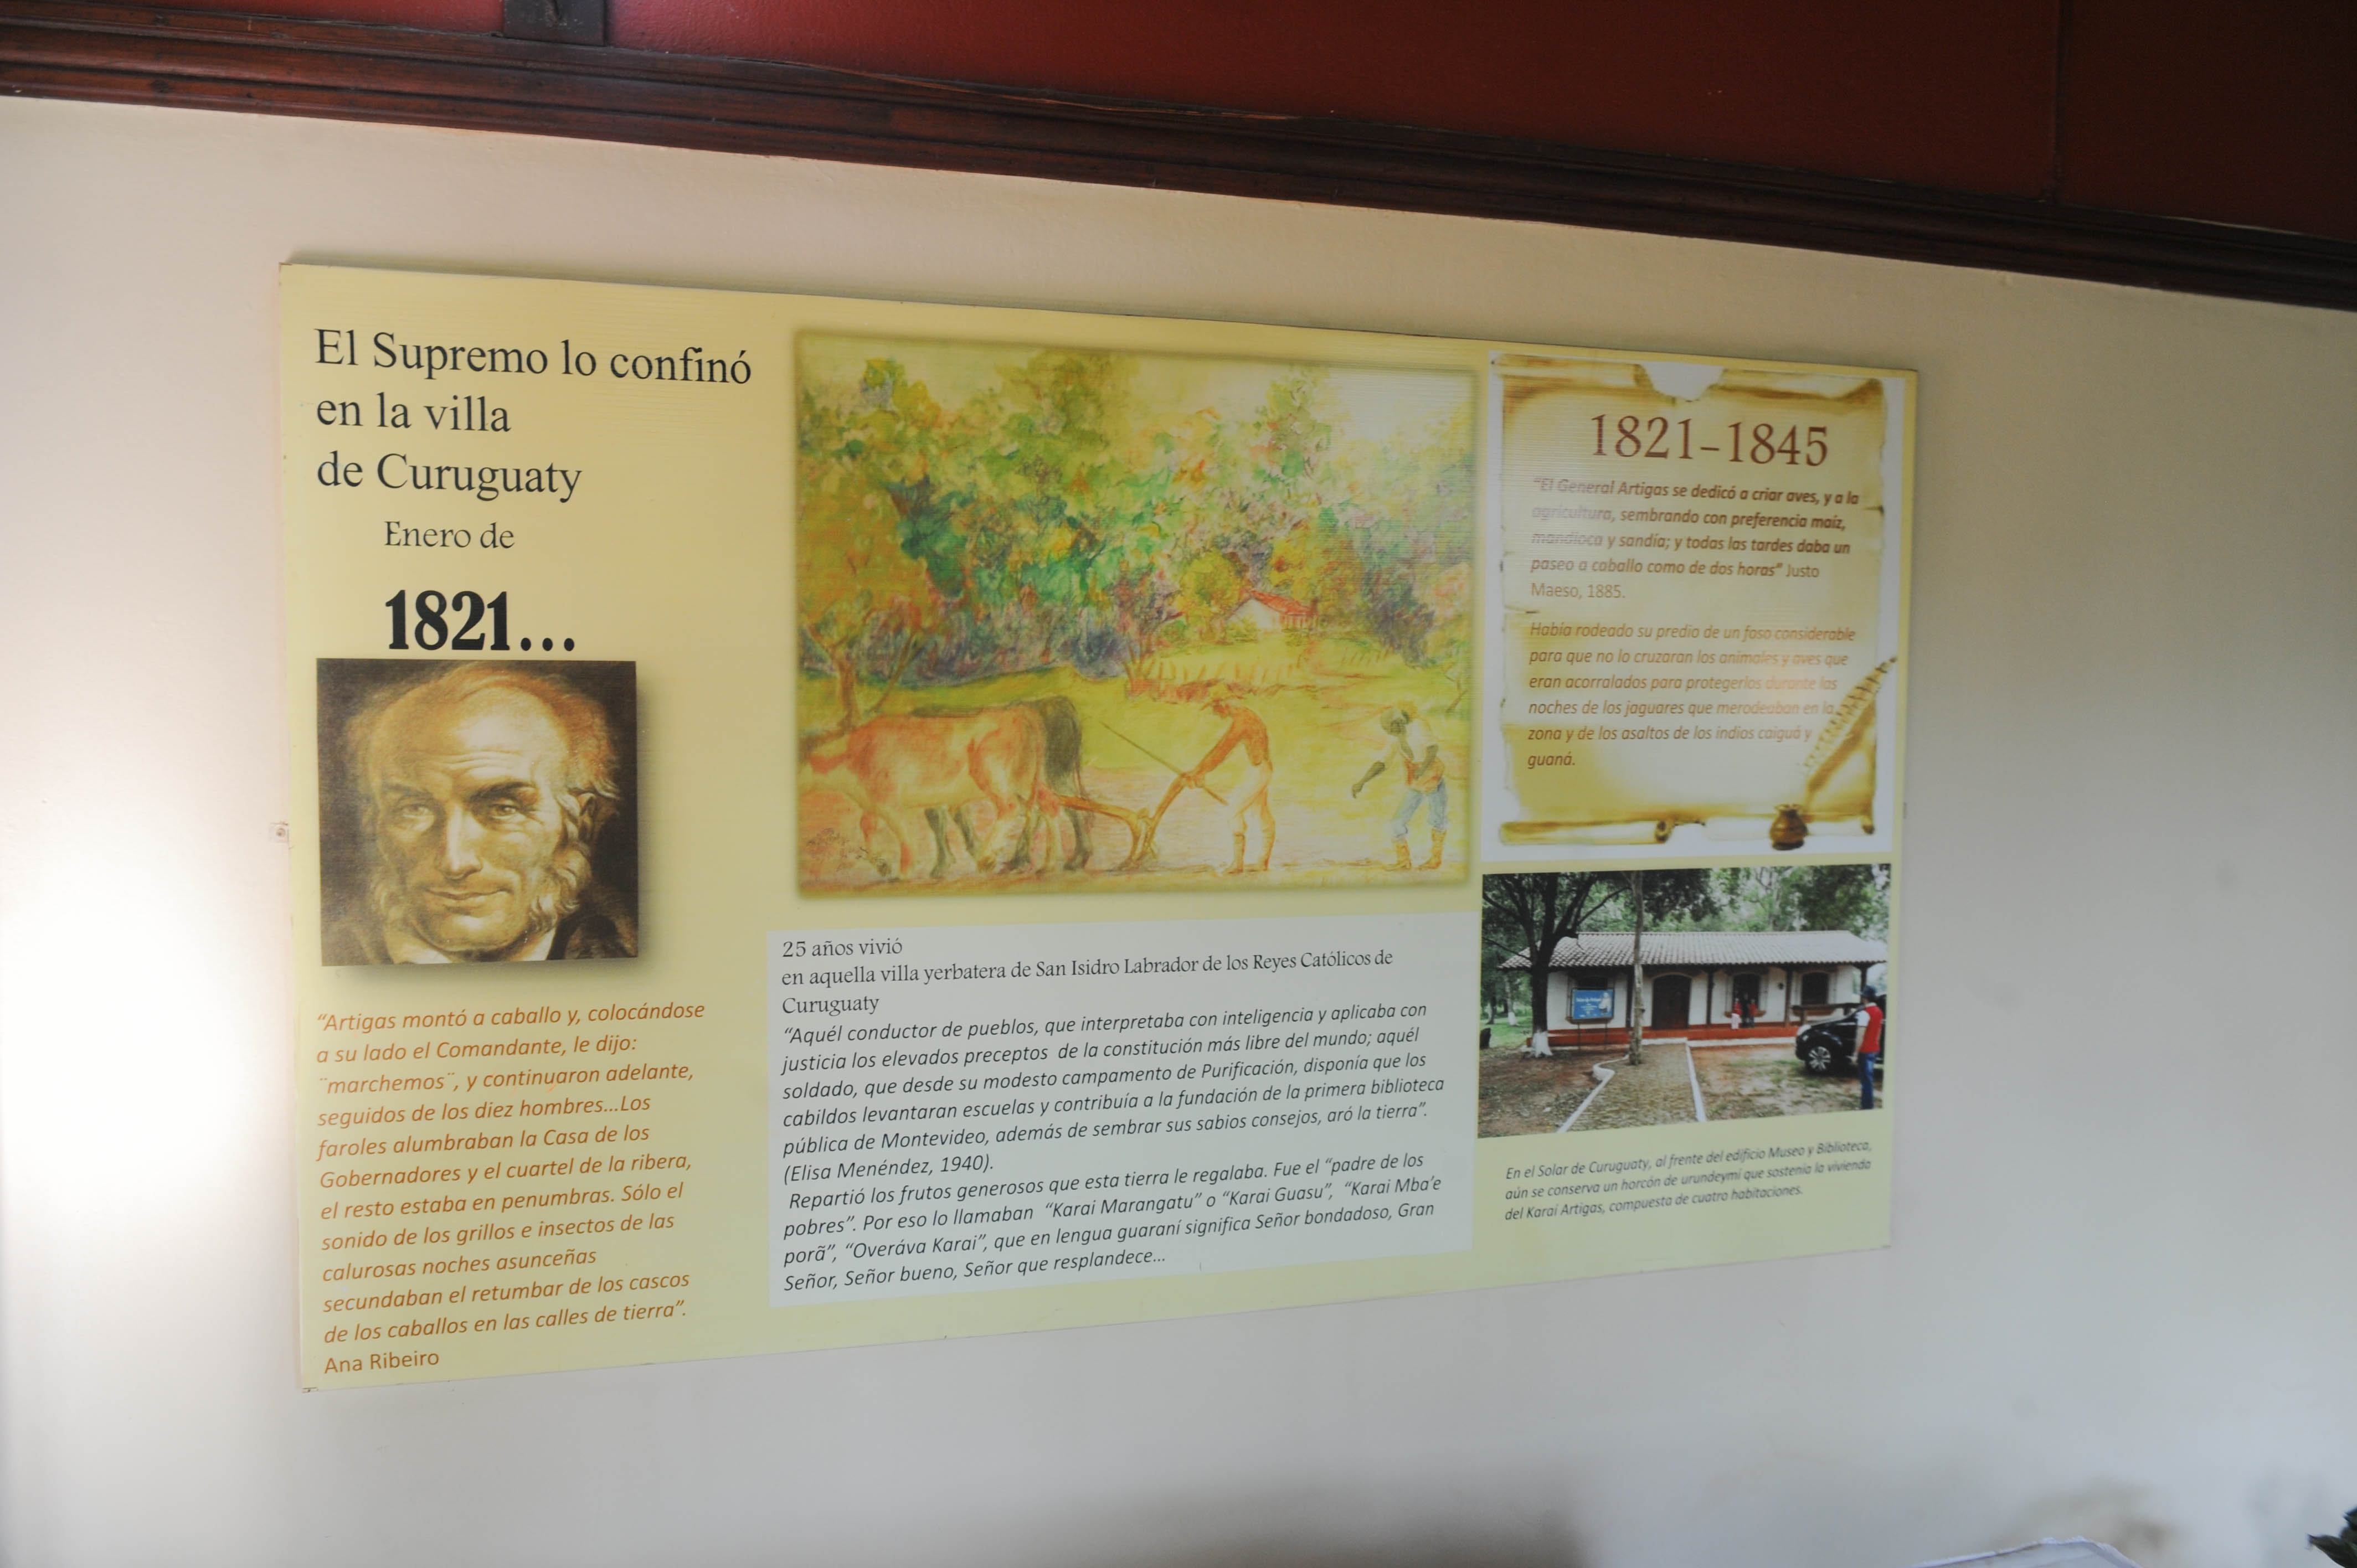 El Supremo lo confinó
en la villa
de Curuguaty
Enero de
1821...
“Artigas montó a caballo y, colocándose
a su lado el Comandante, le dijo:
¨marchemos¨, y continuaron adelante,
seguidos de los diez hombres...Los
faroles alumbraban la Casa de los
Gobernadores y el cuartel de la ribera,
el resto estaba en penumbras. Sólo el
sonido de los grillos e insectos de las
calurosas noches asunceñas
secundaban el retumbar de los cascos
de los caballos en las calles de tierra”.
Ana Ribeiro
25 años vivió
en aquella villa yerbatera de San Isidro Labrador de los Reyes Católicos de
Curuguaty
“Aquél conductor de pueblos, que interpretaba con inteligencia y aplicaba con
justicia los elevados preceptos de la constitución más libre del mundo; aquél
soldado, que desde su modesto campamento de Purificación, disponía que los
cabildos levantaran escuelas y contribuía a la fundación de la primera biblioteca
pública de Montevideo, además de sembrar sus sabios consejos, aró la tierra”.
(Elisa Menéndez, 1940).
Repartió los frutos generosos que esta tierra le regalaba. Fue el “padre de los
pobres”. Por eso lo llamaban “Karai Marangatu” o “Karai Guasu”, “Karai Mba’e
porã”, “Overáva Karai”, que en lengua guaraní significa Señor bondadoso, Gran
Señor, Señor bueno, Señor que resplandece...
1821-1845
“El General Artigas se dedicó a criar aves, y a la
agricultura, sembrando con preferencia maíz,
mandioca y sandía; y todas las tardes daba un
paseo a caballo como de dos horas” Justo
Maeso, 1885.
Había rodeado su predio de un foso considerable
para que no lo cruzaran los animales y aves que
eran acorralados para protegerlos durante las
noches de los jaguares que merodeaban en la
zona y de los asaltos de los indios caiguá y
guaná.
En el Solar de Curuguaty, al frente del edificio Museo y Biblioteca,
aún se conserva un horcón de urundeymí que sostenía la vivienda
del Karaí Artigas, compuesta de cuatro habitaciones.